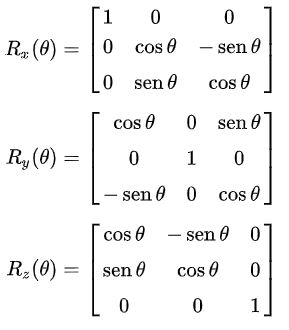 R_x(θ) = [ 1 0 0
0 cos θ − sen θ
0 sen θ cos θ ]
R_y(θ) = [ cos θ 0 sen θ
0 1 0
− sen θ 0 cos θ ]
R_z(θ) = [ cos θ − sen θ 0
sen θ cos θ 0
0 0 1 ]